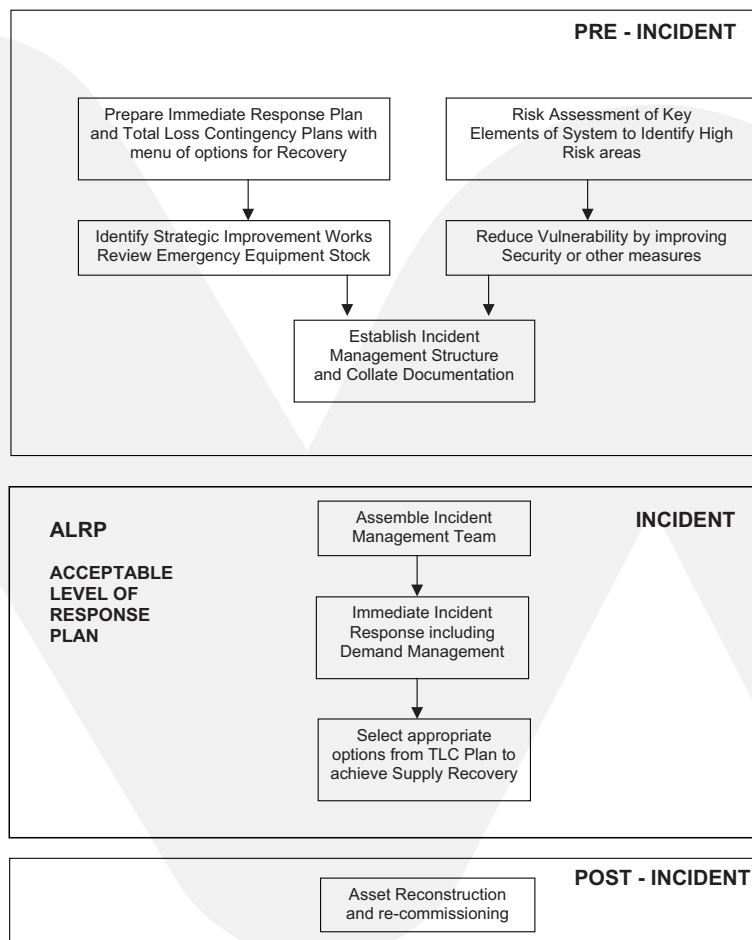 PRE - INCIDENT
Prepare Immediate Response Plan
and Total Loss Contingency Plans with
menu of options for Recovery
Risk Assessment of Key
Elements of System to Identify High
Risk areas
Identify Strategic Improvement Works
Review Emergency Equipment Stock
Reduce Vulnerability by improving
Security or other measures
Establish Incident
Management Structure
and Collate Documentation
INCIDENT
ALRP
ACCEPTABLE
LEVEL OF
RESPONSE
PLAN
Assemble Incident
Management Team
Immediate Incident
Response including
Demand Management
Select appropriate
options from TLC Plan to
achieve Supply Recovery
POST - INCIDENT
Asset Reconstruction
and re-commissioning